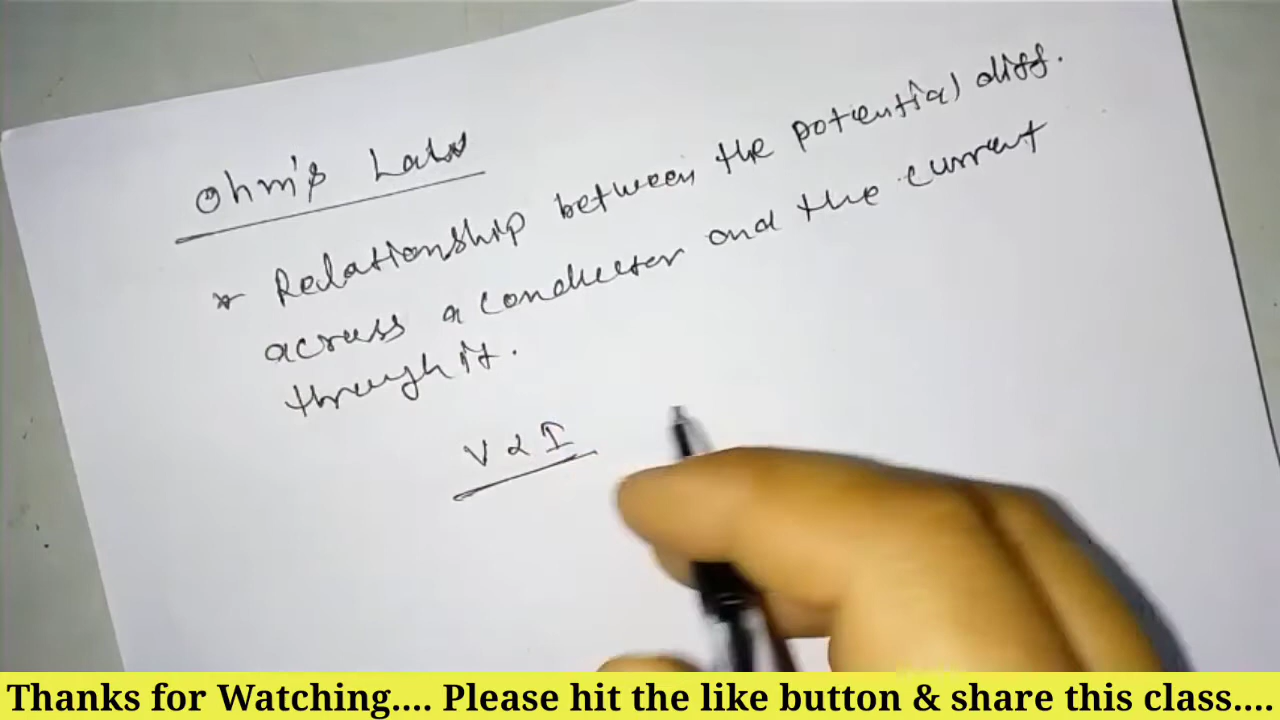 Ohm's Law
* Relationship between the potential diff.
across a conductor and the current
through it.
V α I
Thanks for Watching.... Please hit the like button & share this class....